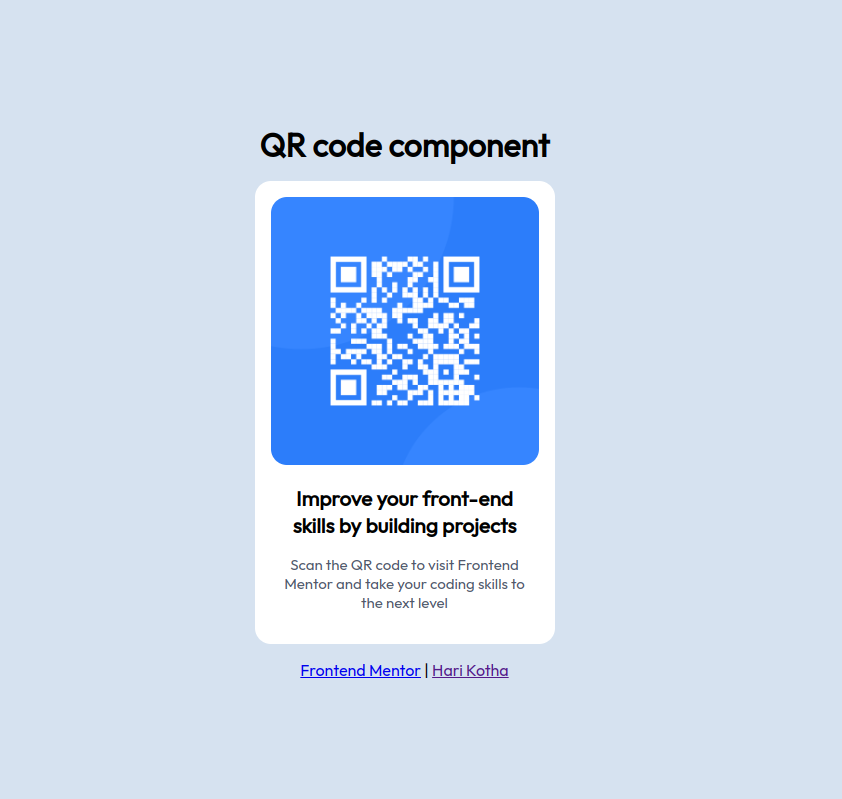 QR code component
Improve your front-end
skills by building projects
Scan the QR code to visit Frontend
Mentor and take your coding skills to
the next level
Frontend Mentor | Hari Kotha